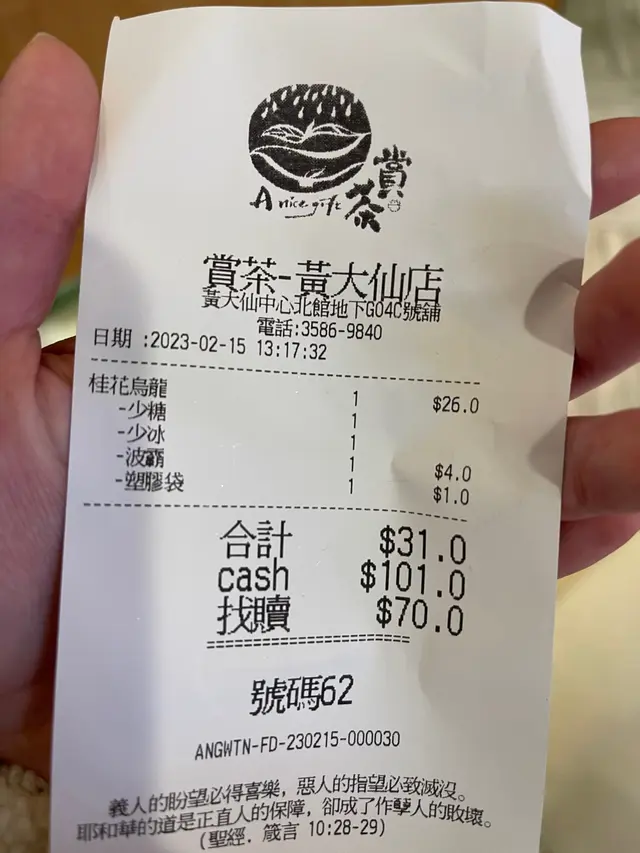 A nice gift
賞茶
賞茶-黃大仙店
黃大仙中心北館地下G04C號舖
電話:3586-9840
日期 :2023-02-15 13:17:32
桂花烏龍 1 $26.0
-少糖 1
-少冰 1
-波霸 1 $4.0
-塑膠袋 1 $1.0
合計 $31.0
cash $101.0
找贖 $70.0
號碼62
ANGWTN-FD-230215-000030
義人的盼望必得喜樂，惡人的指望必致滅沒。
耶和華的道是正直人的保障，卻成了作孽人的敗壞。
(聖經．箴言 10:28-29)